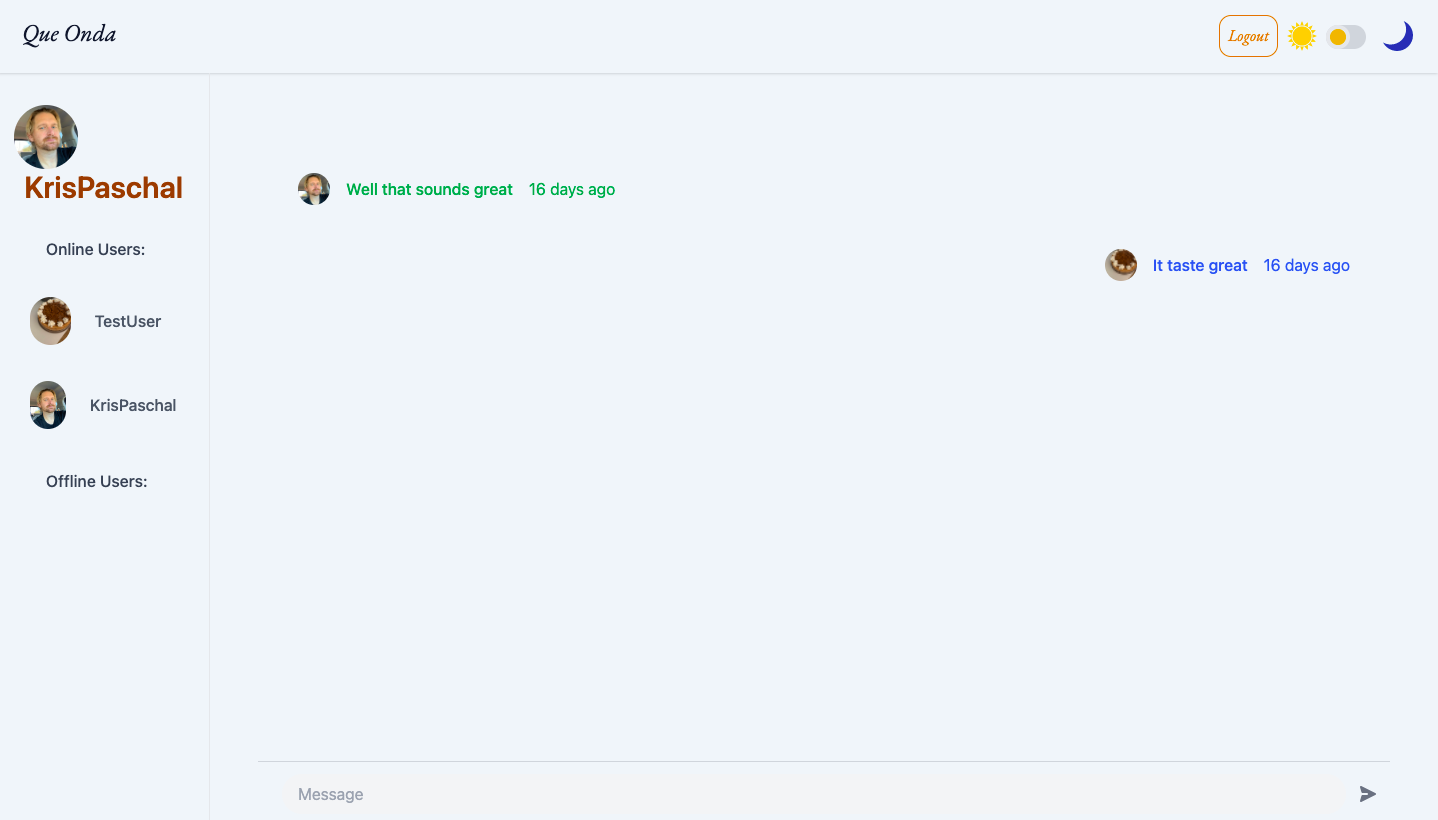 Que Onda
Logout
KrisPaschal
Online Users:
TestUser
KrisPaschal
Offline Users:
Well that sounds great 16 days ago
It taste great 16 days ago
Message